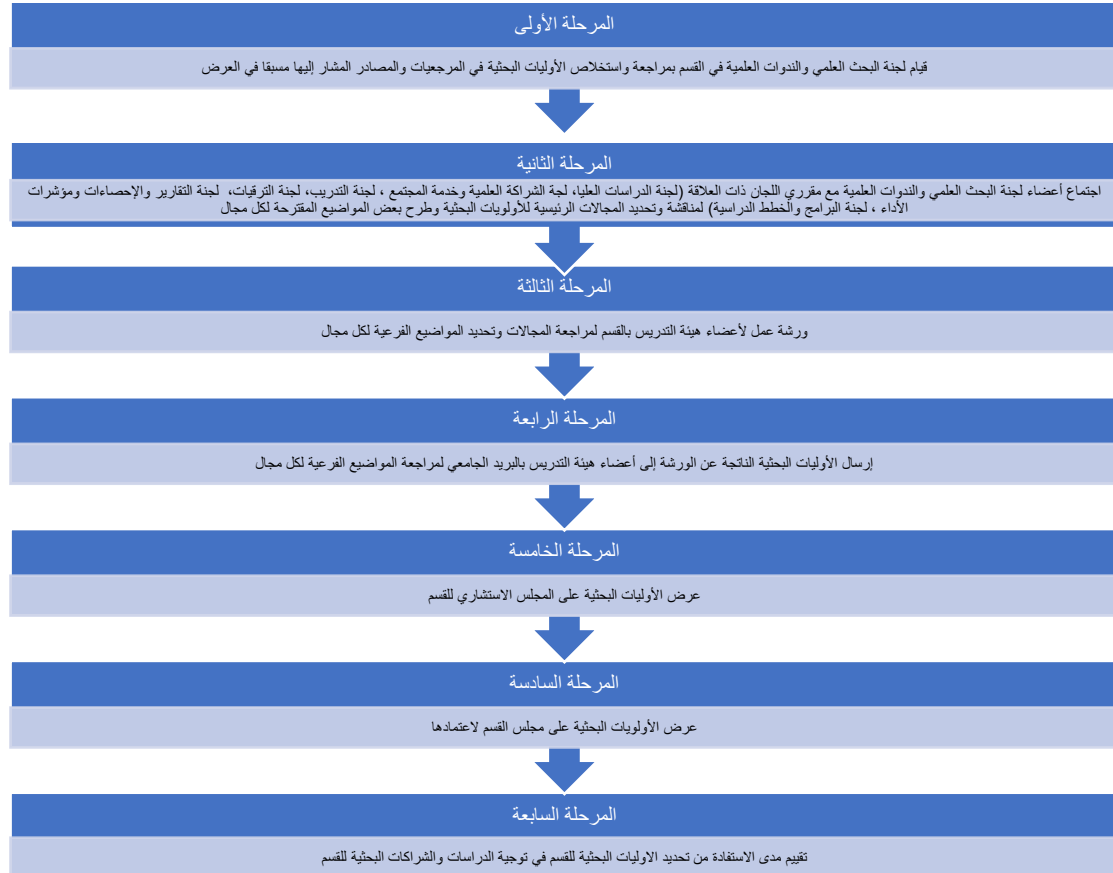 المرحلة الأولى
قيام لجنة البحث العلمي والندوات العلمية في القسم بمراجعة واستخلاص الأوليات البحثية في المرجعيات والمصادر المشار إليها مسبقا في العرض
المرحلة الثانية
اجتماع أعضاء لجنة البحث العلمي والندوات العلمية مع مقرري اللجان ذات العلاقة (لجنة الدراسات العليا، لجة الشراكة العلمية وخدمة المجتمع ، لجنة التدريب، لجنة الترقيات، لجنة التقارير والإحصاءات ومؤشرات
الأداء ، لجنة البرامج والخطط الدراسية) لمناقشة وتحديد المجالات الرئيسية للأولويات البحثية وطرح بعض المواضيع المقترحة لكل مجال
المرحلة الثالثة
ورشة عمل لأعضاء هيئة التدريس بالقسم لمراجعة المجالات وتحديد المواضيع الفرعية لكل مجال
المرحلة الرابعة
إرسال الأوليات البحثية الناتجة عن الورشة إلى أعضاء هيئة التدريس بالبريد الجامعي لمراجعة المواضيع الفرعية لكل مجال
المرحلة الخامسة
عرض الأوليات البحثية على المجلس الاستشاري للقسم
المرحلة السادسة
عرض الأولويات البحثية على مجلس القسم لاعتمادها
المرحلة السابعة
تقييم مدى الاستفادة من تحديد الاوليات البحثية للقسم في توجية الدراسات والشراكات البحثية للقسم